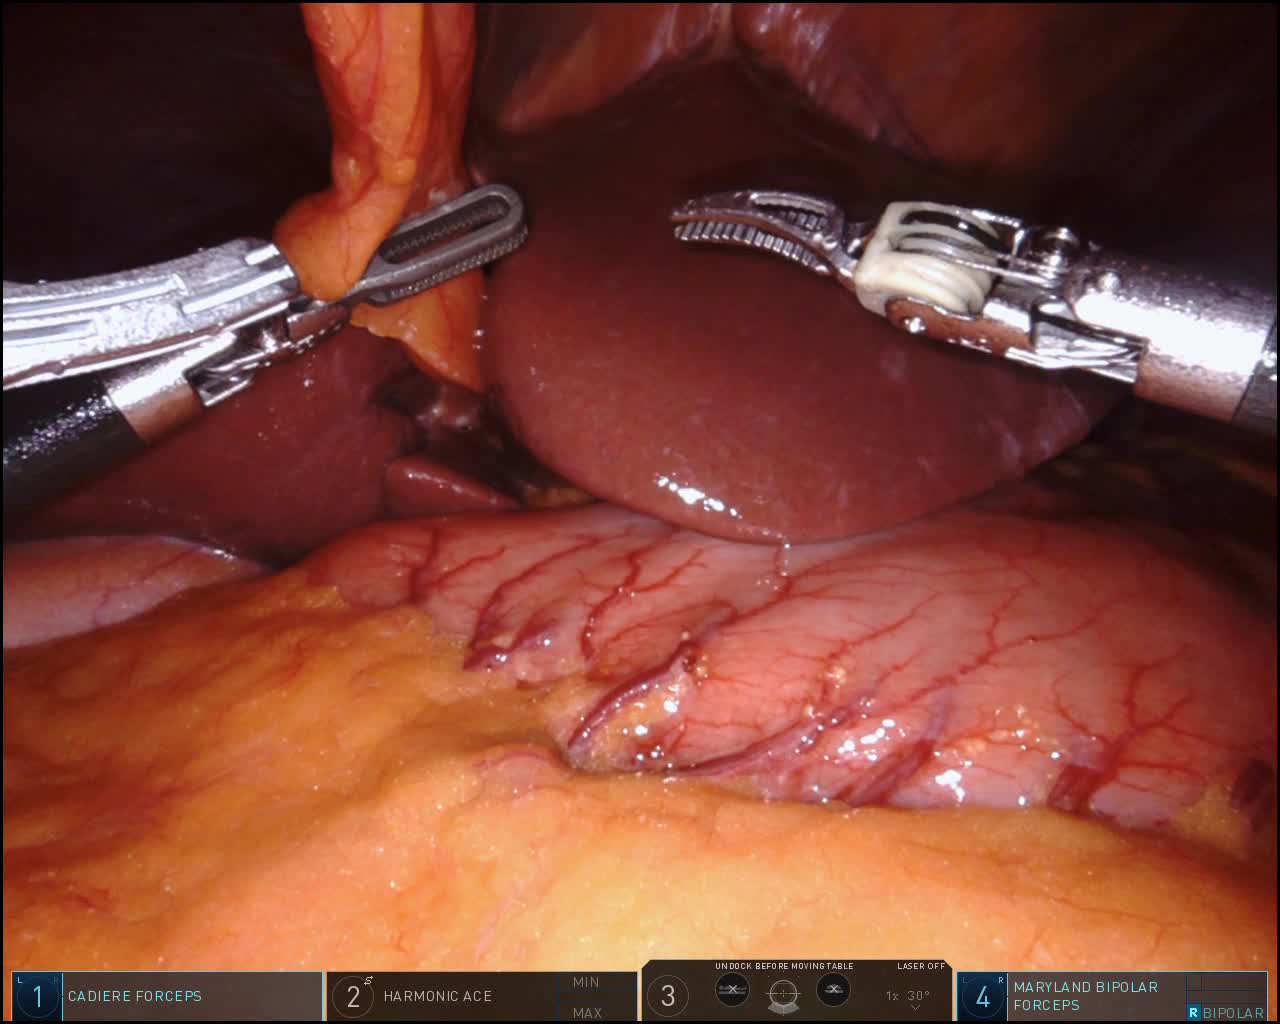 UNDOCK BEFORE MOVING TABLE
LASER OFF
L R
1 CADIERE FORCEPS
2 S HARMONIC ACE
MIN
MAX
3
1x 30°
R
4 MARYLAND BIPOLAR
FORCEPS
R BIPOLAR